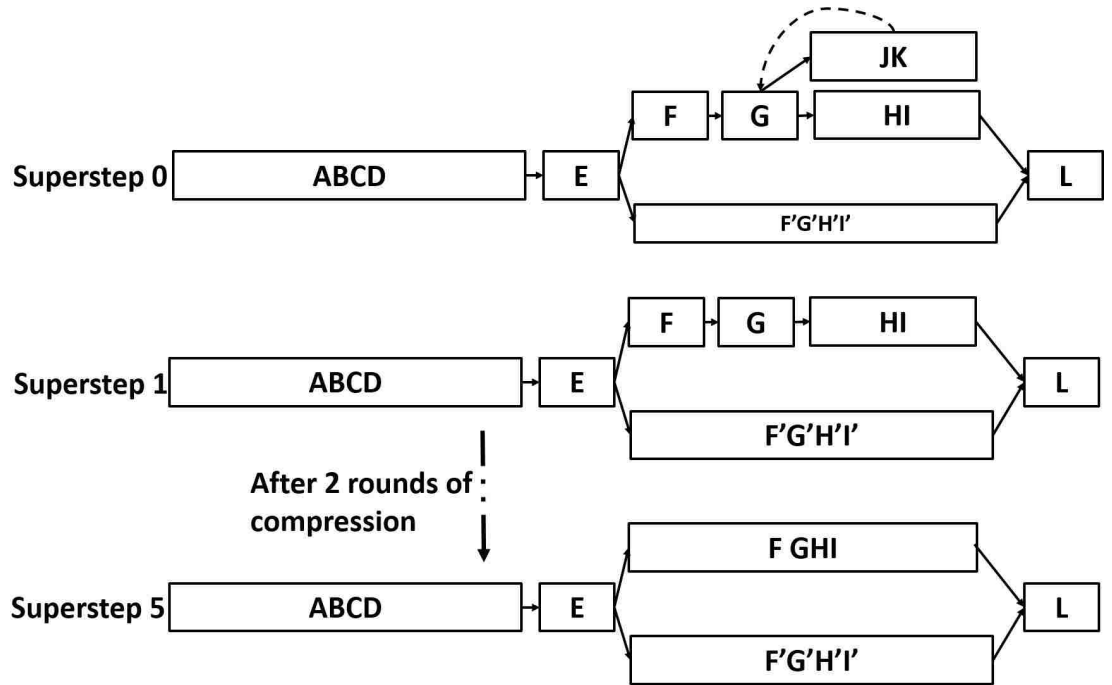 JK
F
G
HI
Superstep 0
ABCD
E
L
F'G'H'I'
F
G
HI
Superstep 1
ABCD
E
L
F’G’H'I’
After 2 rounds of
compression
F GHI
Superstep 5
ABCD
E
L
F’G’H'I’